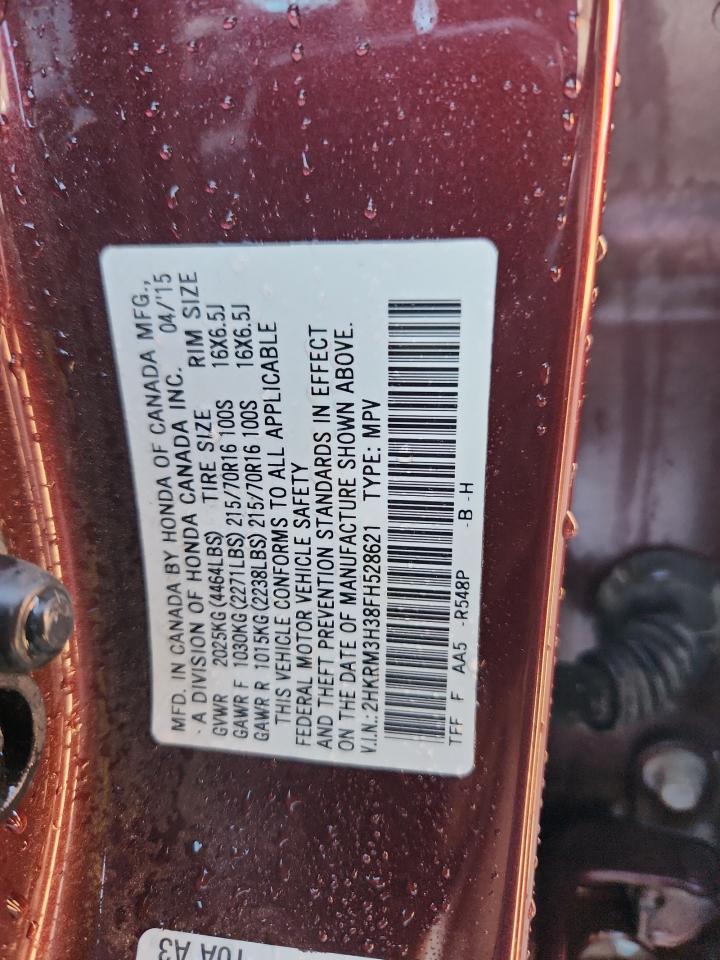 MFD. IN CANADA BY HONDA OF CANADA MFG.,
- A DIVISION OF HONDA CANADA INC. 04/'15
GVWR 2025KG(4464LBS) TIRE SIZE RIM SIZE
GAWR F 1030KG(2271LBS) 215/70R16 100S 16X6.5J
GAWR R 1015KG(2238LBS) 215/70R16 100S 16X6.5J
THIS VEHICLE CONFORMS TO ALL APPLICABLE
FEDERAL MOTOR VEHICLE SAFETY
AND THEFT PREVENTION STANDARDS IN EFFECT
ON THE DATE OF MANUFACTURE SHOWN ABOVE.
V.I.N.: 2HKRM3H38FH528621 TYPE: MPV
TFF F AA5 -R548P -B-H
A3